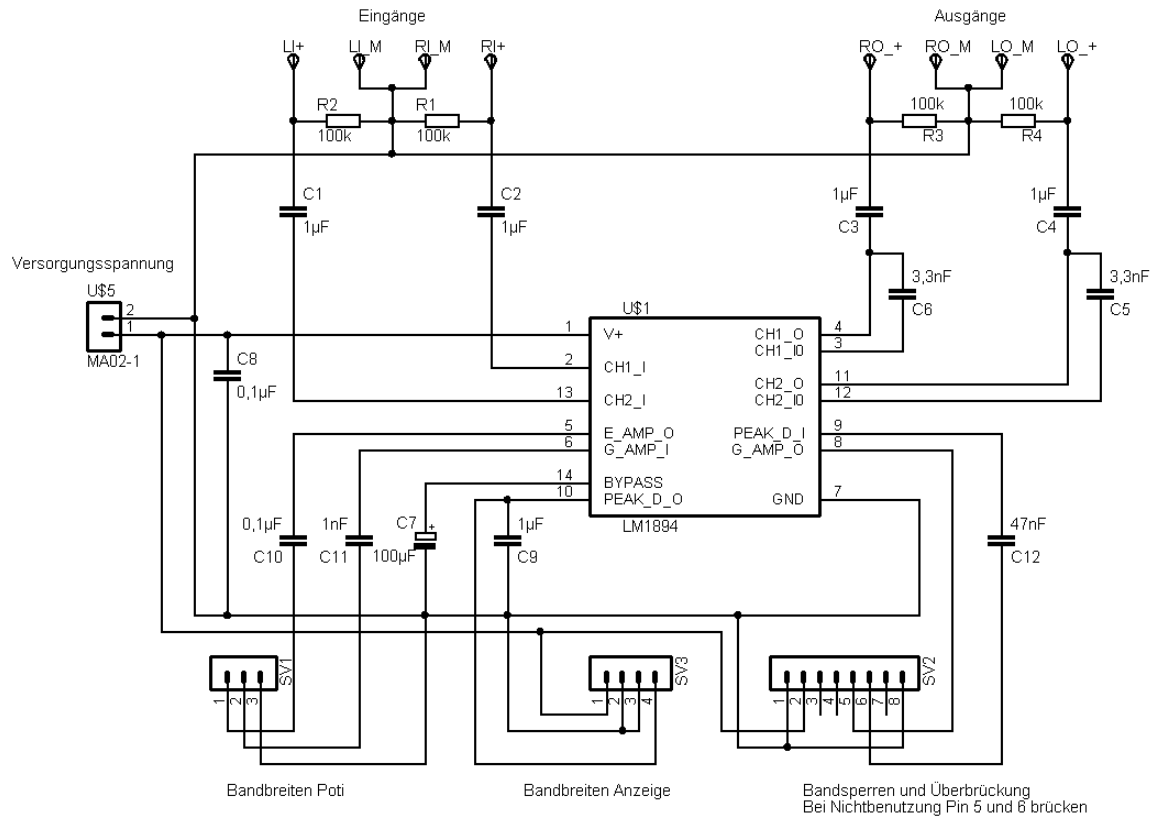 Eingänge Ausgänge
LI+ LI_M RI_M RI+ RO_+ RO_M LO_M LO_+
R2 R1 100k 100k
100k 100k R3 R4
C1 C2 1µF 1µF
1µF 1µF C3 C4
Versorgungsspannung
U$5
2
1
MA02-1
3,3nF 3,3nF
C6 C5
U$1
1 V+ CH1_O 4
CH1_I0 3
2 CH1_I
CH2_O 11
13 CH2_I CH2_I0 12
5 E_AMP_O PEAK_D_I 9
6 G_AMP_I G_AMP_O 8
14 BYPASS
10 PEAK_D_O GND 7
LM1894
C8
0,1µF
0,1µF 1nF C7 + 1µF 47nF
C10 C11 100µF C9 C12
SV1 SV3 SV2
1 2 3 1 2 3 4 1 2 3 4 5 6 7 8
Bandbreiten Poti Bandbreiten Anzeige Bandsperren und Überbrückung
Bei Nichtbenutzung Pin 5 und 6 brücken